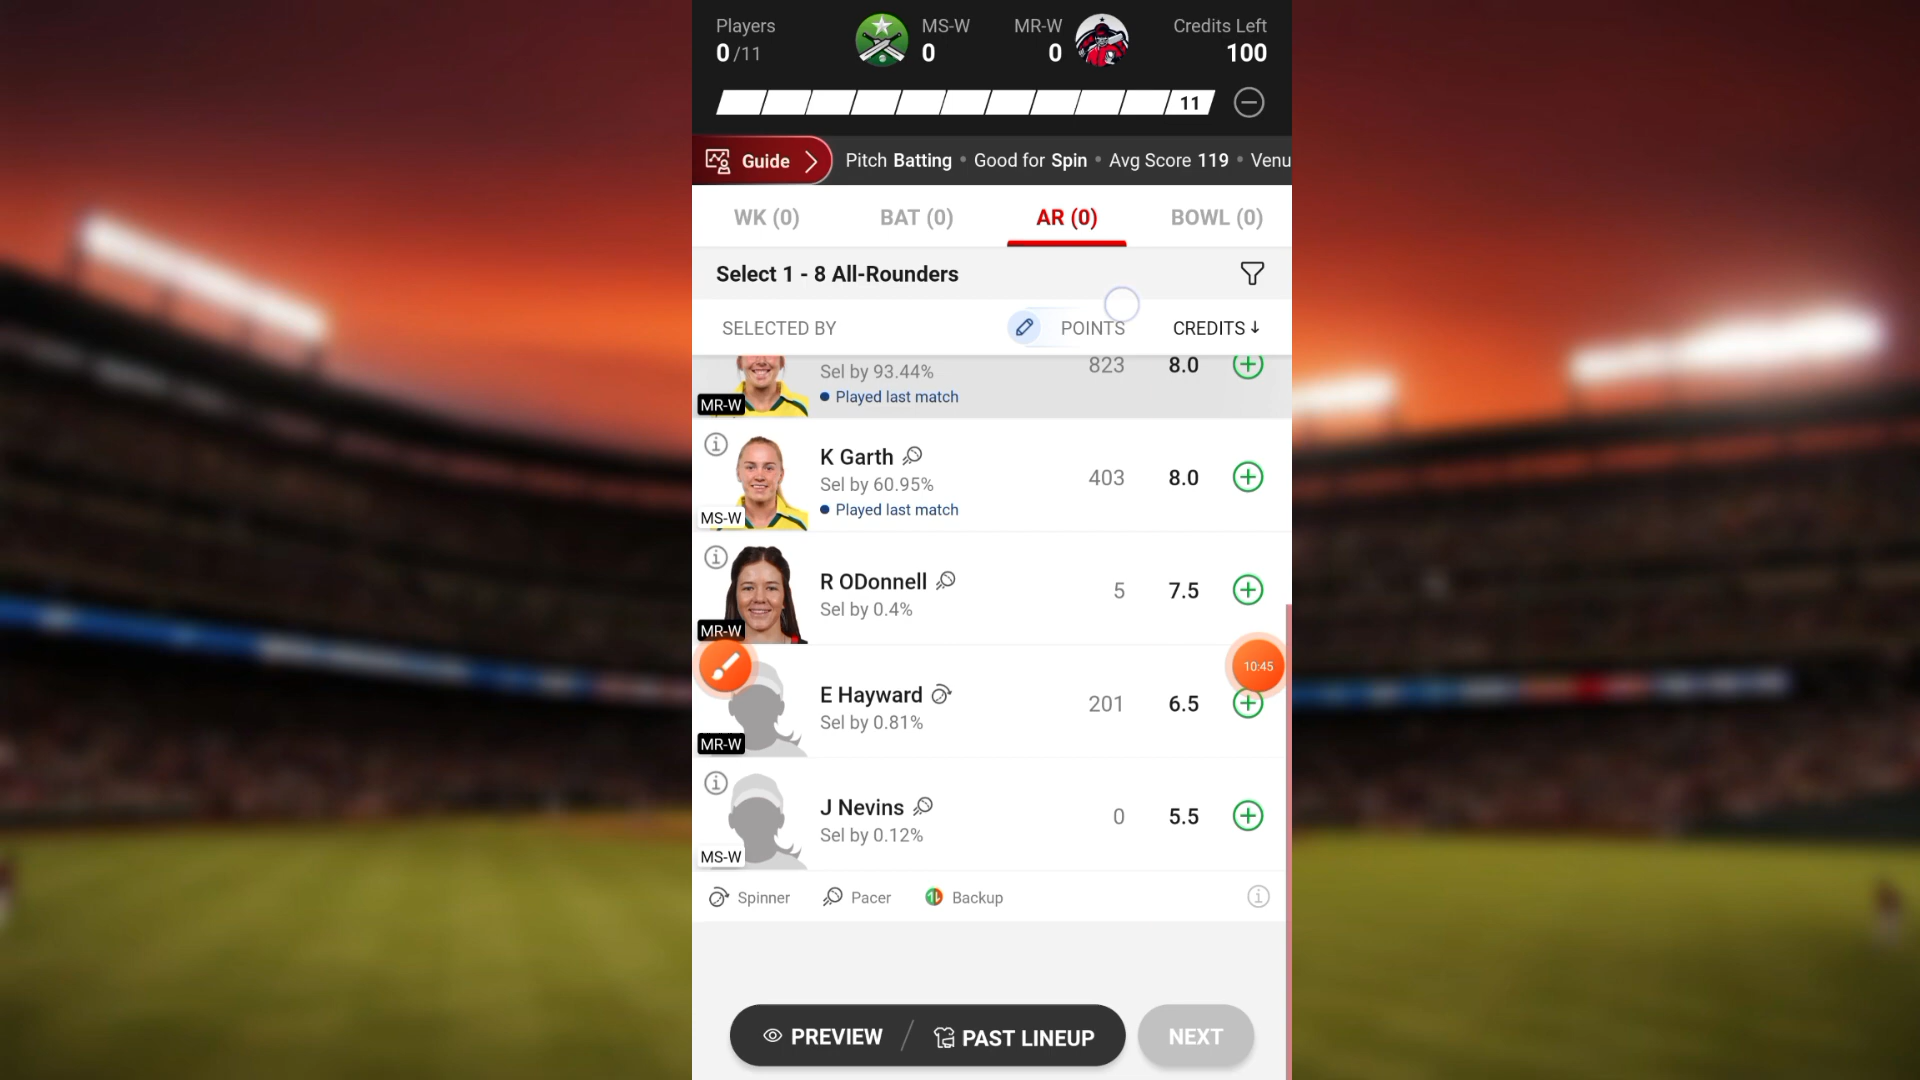 Players MS-W MR-W Credits Left
0/11 0 0 100
11
Guide Pitch Batting • Good for Spin • Avg Score 119 • Venu
WK (0) BAT (0) AR (0) BOWL (0)
Select 1 - 8 All-Rounders
SELECTED BY POINTS CREDITS↓
Sel by 93.44% 823 8.0
MR-W • Played last match
K Garth
Sel by 60.95% 403 8.0
MS-W • Played last match
R ODonnell 5 7.5
Sel by 0.4%
MR-W
10:45
E Hayward 201 6.5
Sel by 0.81%
MR-W
J Nevins 0 5.5
Sel by 0.12%
MS-W
Spinner Pacer Backup
PREVIEW / PAST LINEUP NEXT